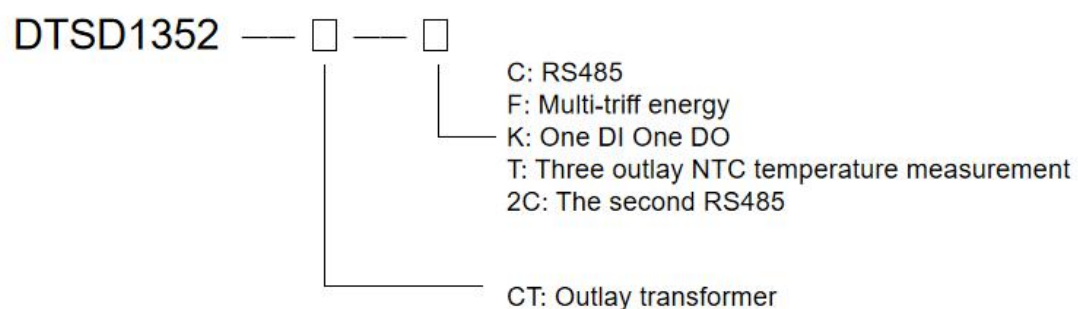 DTSD1352 —— □ —— □
C: RS485
F: Multi-triff energy
K: One DI One DO
T: Three outlay NTC temperature measurement
2C: The second RS485
CT: Outlay transformer